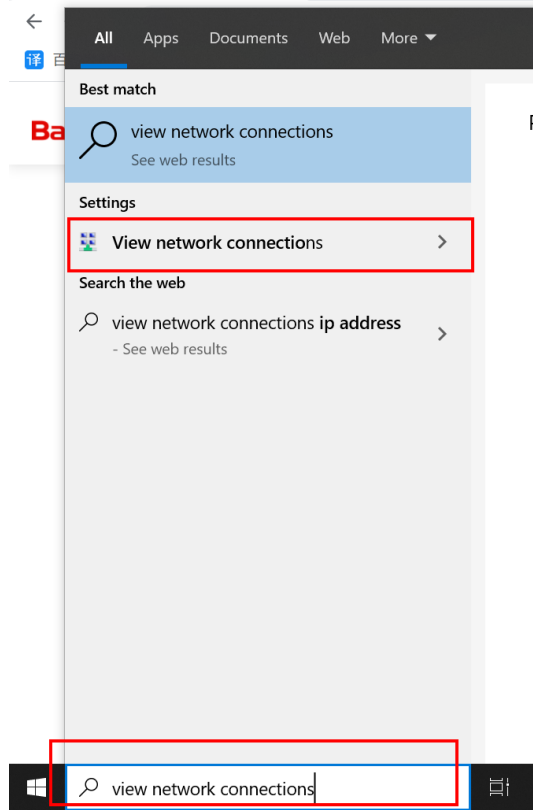 All Apps Documents Web More
译 百
Best match
Ba
view network connections
See web results
Settings
View network connections
Search the web
view network connections ip address
- See web results
view network connections